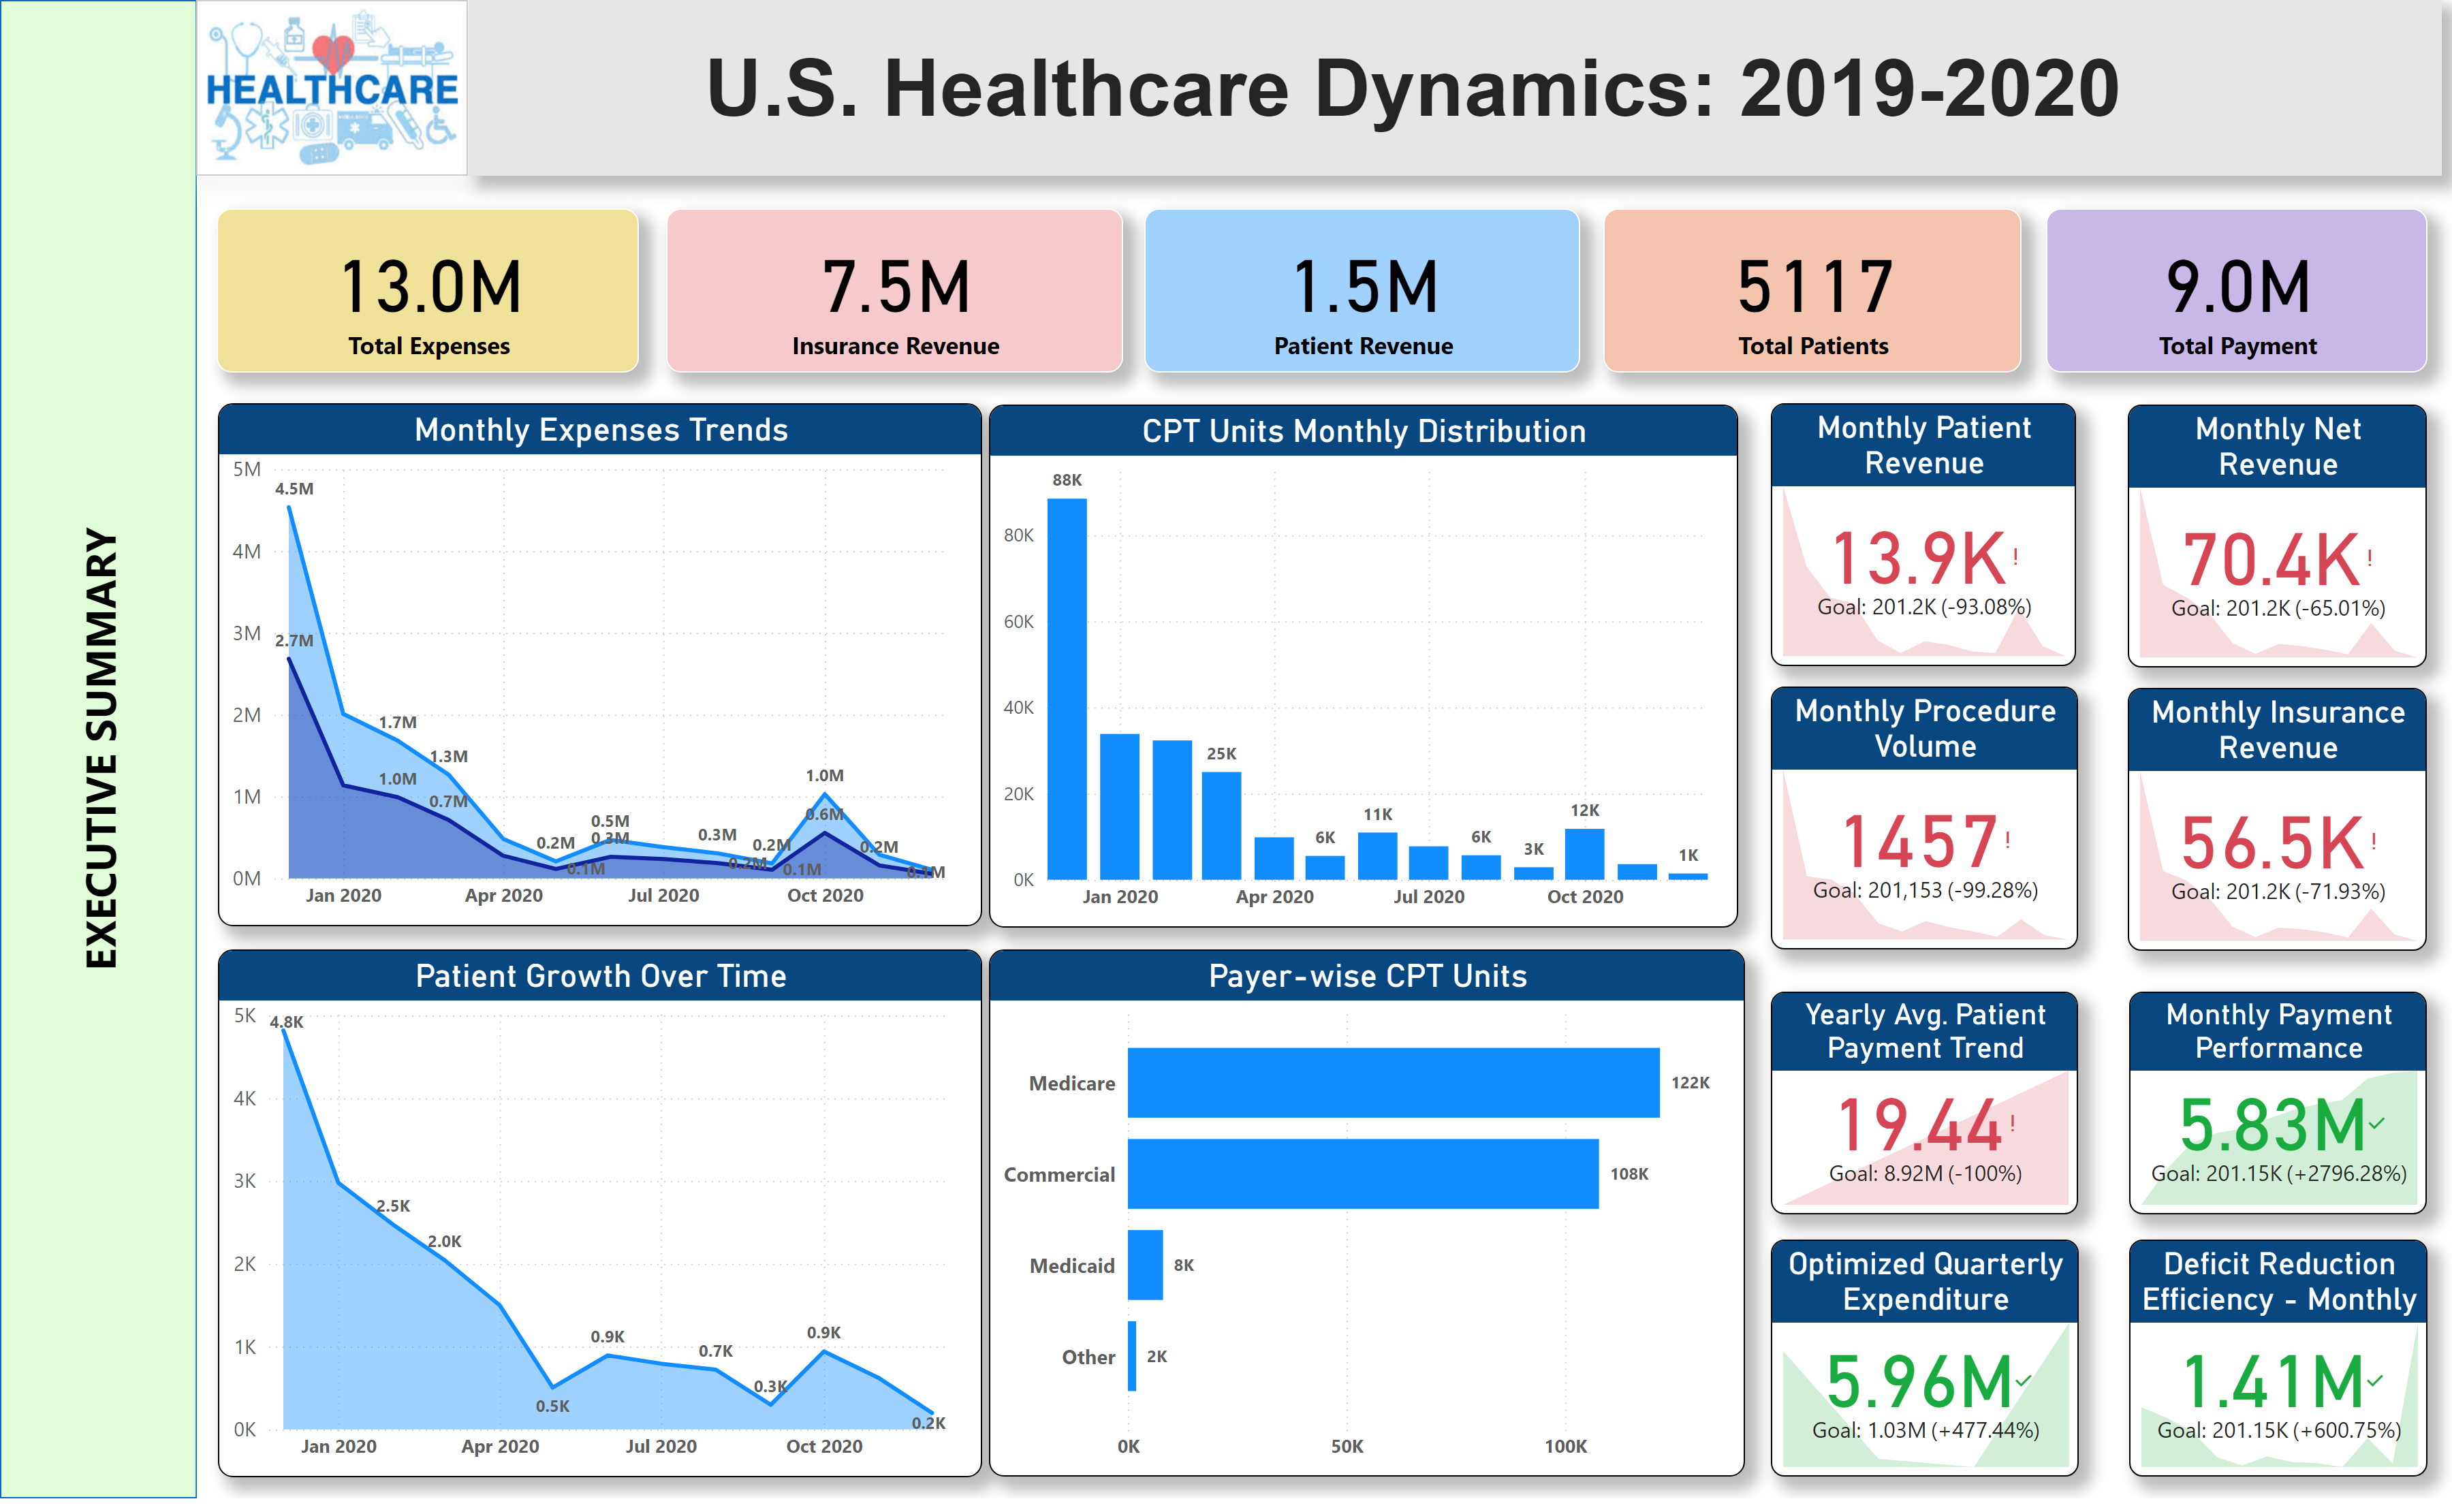 HEALTHCARE
U.S. Healthcare Dynamics: 2019-2020
EXECUTIVE SUMMARY
13.0M
Total Expenses
7.5M
Insurance Revenue
1.5M
Patient Revenue
5117
Total Patients
9.0M
Total Payment
Monthly Expenses Trends
5M
4M
3M
2M
1M
0M
4.5M
2.7M
1.7M
1.0M
1.3M
0.7M
0.2M
0.1M
0.5M
0.3M
0.3M
0.2M
0.2M
0.1M
1.0M
0.6M
0.2M
0.1M
Jan 2020 Apr 2020 Jul 2020 Oct 2020
CPT Units Monthly Distribution
80K
60K
40K
20K
0K
88K
25K
6K
11K
6K
3K
12K
1K
Jan 2020 Apr 2020 Jul 2020 Oct 2020
Monthly Patient
Revenue
13.9K!
Goal: 201.2K (-93.08%)
Monthly Net
Revenue
70.4K!
Goal: 201.2K (-65.01%)
Monthly Procedure
Volume
1457!
Goal: 201,153 (-99.28%)
Monthly Insurance
Revenue
56.5K!
Goal: 201.2K (-71.93%)
Patient Growth Over Time
5K
4K
3K
2K
1K
0K
4.8K
2.5K
2.0K
0.5K
0.9K
0.7K
0.3K
0.9K
0.2K
Jan 2020 Apr 2020 Jul 2020 Oct 2020
Payer-wise CPT Units
Medicare 122K
Commercial 108K
Medicaid 8K
Other 2K
0K 50K 100K
Yearly Avg. Patient
Payment Trend
19.44!
Goal: 8.92M (-100%)
Monthly Payment
Performance
5.83M✓
Goal: 201.15K (+2796.28%)
Optimized Quarterly
Expenditure
5.96M✓
Goal: 1.03M (+477.44%)
Deficit Reduction
Efficiency - Monthly
1.41M✓
Goal: 201.15K (+600.75%)